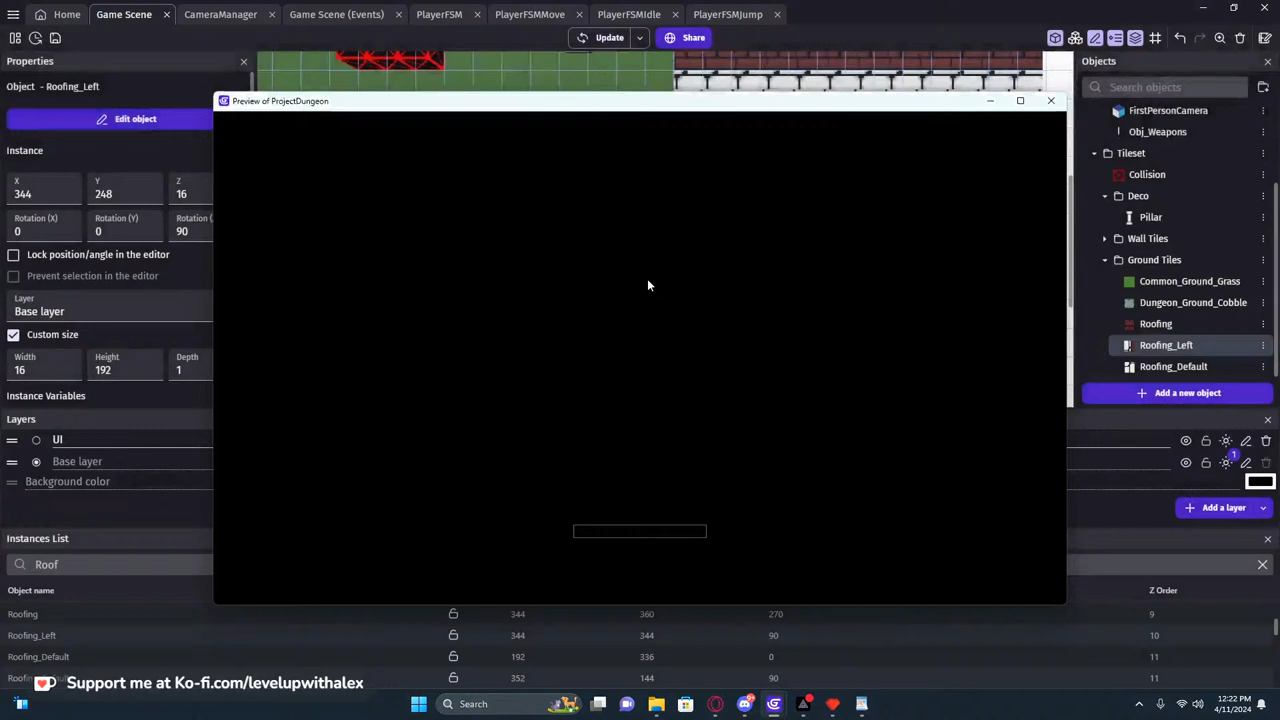 Home
Game Scene
CameraManager
Game Scene (Events)
PlayerFSM
PlayerFSMMove
PlayerFSMIdle
PlayerFSMJump
Update
Share
Properties
Object - Roofing_Left
Edit object
Instance
X
344
Y
248
Z
16
Rotation (X)
0
Rotation (Y)
0
Rotation (
90
Lock position/angle in the editor
Prevent selection in the editor
Layer
Base layer
Custom size
Width
16
Height
192
Depth
1
Instance Variables
Layers
UI
Base layer
Background color
Preview of ProjectDungeon
Objects
Search objects
FirstPersonCamera
Obj_Weapons
Tileset
Collision
Deco
Pillar
Wall Tiles
Ground Tiles
Common_Ground_Grass
Dungeon_Ground_Cobble
Roofing
Roofing_Left
Roofing_Default
Add a new object
1
Add a layer
Instances List
Roof
Object name
Z Order
Roofing 344 360 270 9
Roofing_Left 344 344 90 10
Roofing_Default 192 336 0 11
352 144 90 11
Support me at Ko-fi.com/levelupwithalex
Search
12:22 PM
4/13/2024